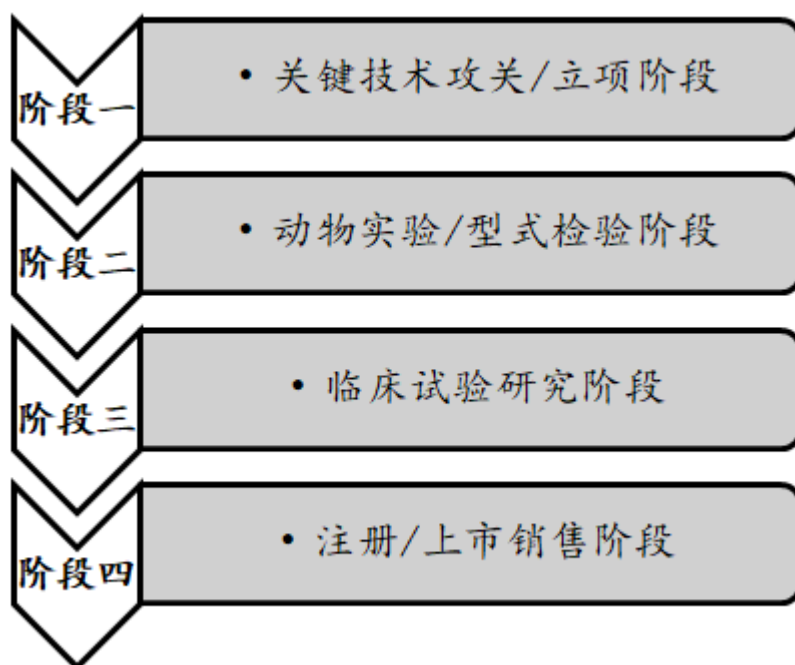 阶段一
• 关键技术攻关/立项阶段
阶段二
• 动物实验/型式检验阶段
阶段三
• 临床试验研究阶段
阶段四
• 注册/上市销售阶段